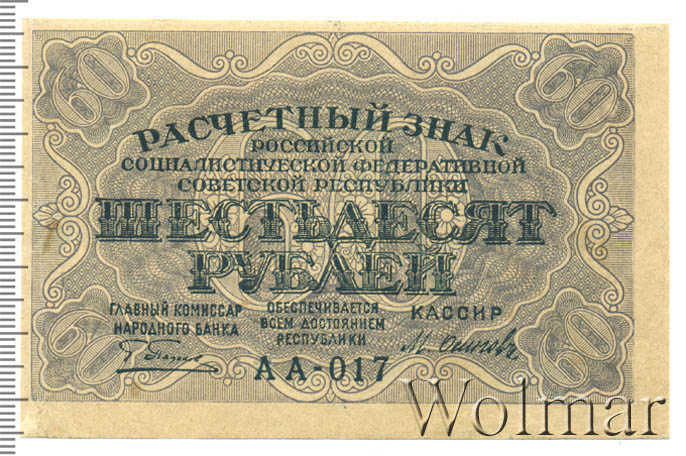 60 60
РАСЧЕТНЫЙ ЗНАК
РОССИЙСКОЙ
СОЦИАЛИСТИЧЕСКОЙ ФЕДЕРАТИВНОЙ
СОВЕТСКОЙ РЕСПУБЛИКИ
60
ШЕСТЬДЕСЯТ
РУБЛЕЙ
ГЛАВНЫЙ КОМИССАР
НАРОДНОГО БАНКА
ОБЕСПЕЧИВАЕТСЯ
ВСЕМ ДОСТОЯНИЕМ
РЕСПУБЛИКИ
КАССИР
60 60
АА-017
Wolmar